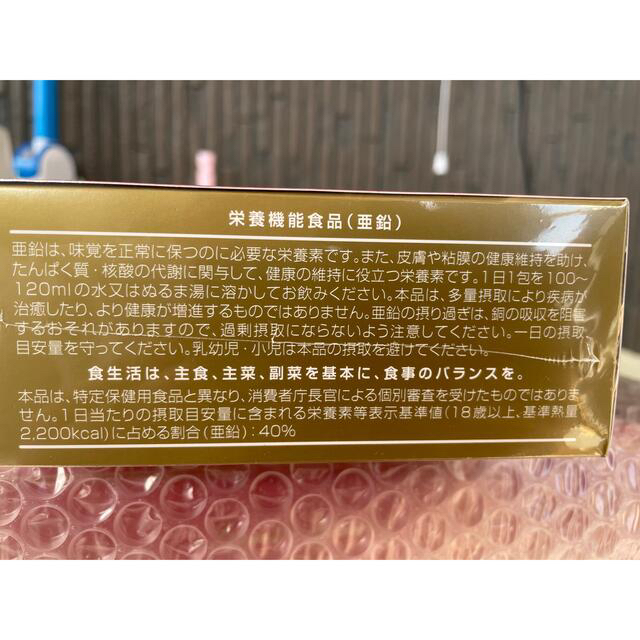 栄養機能食品（亜鉛）
亜鉛は、味覚を正常に保つのに必要な栄養素です。また、皮膚や粘膜の健康維持を助け、
たんぱく質・核酸の代謝に関与して、健康の維持に役立つ栄養素です。1日1包を100～
120mlの水又はぬるま湯に溶かしてお飲みください。本品は、多量摂取により疾病が
治癒したり、より健康が増進するものではありません。亜鉛の摂り過ぎは、銅の吸収を阻害
するおそれがありますので、過剰摂取にならないよう注意してください。一日の摂取
目安量を守ってください。乳幼児・小児は本品の摂取を避けてください。
食生活は、主食、主菜、副菜を基本に、食事のバランスを。
本品は、特定保健用食品と異なり、消費者庁長官による個別審査を受けたものではありま
せん。1日当たりの摂取目安量に含まれる栄養素等表示基準値（18歳以上、基準熱量
2,200kcal）に占める割合（亜鉛）：40%